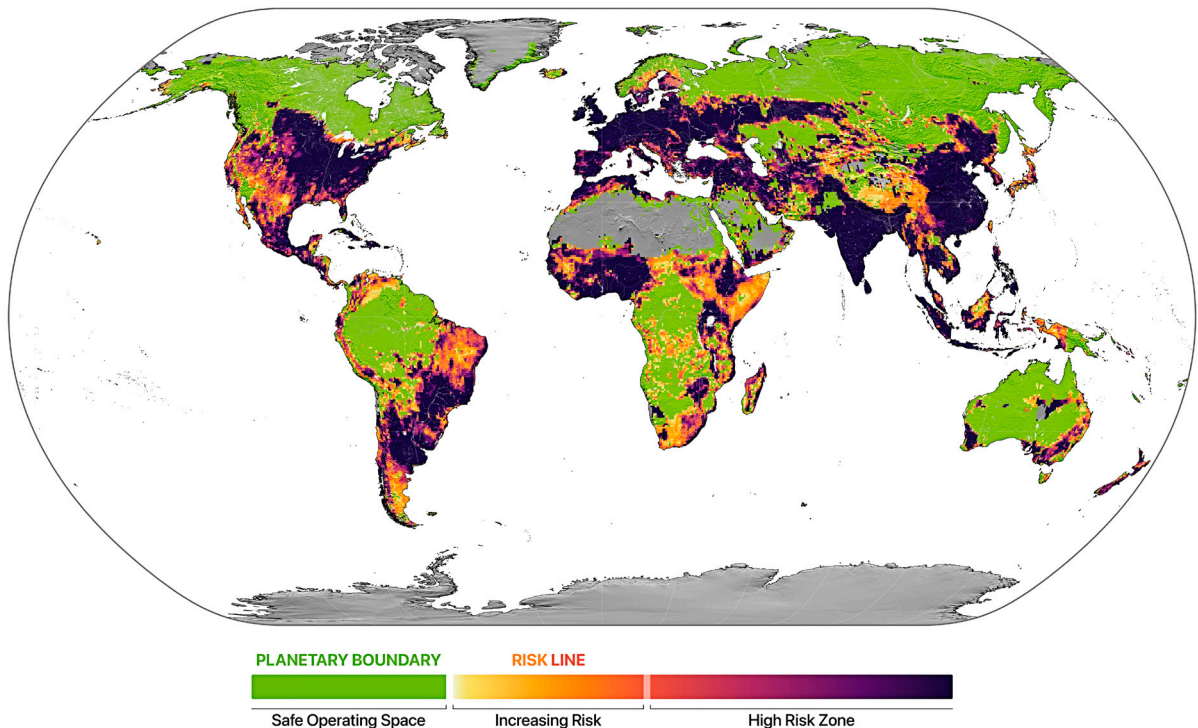 PLANETARY BOUNDARY RISK LINE
Safe Operating Space Increasing Risk High Risk Zone